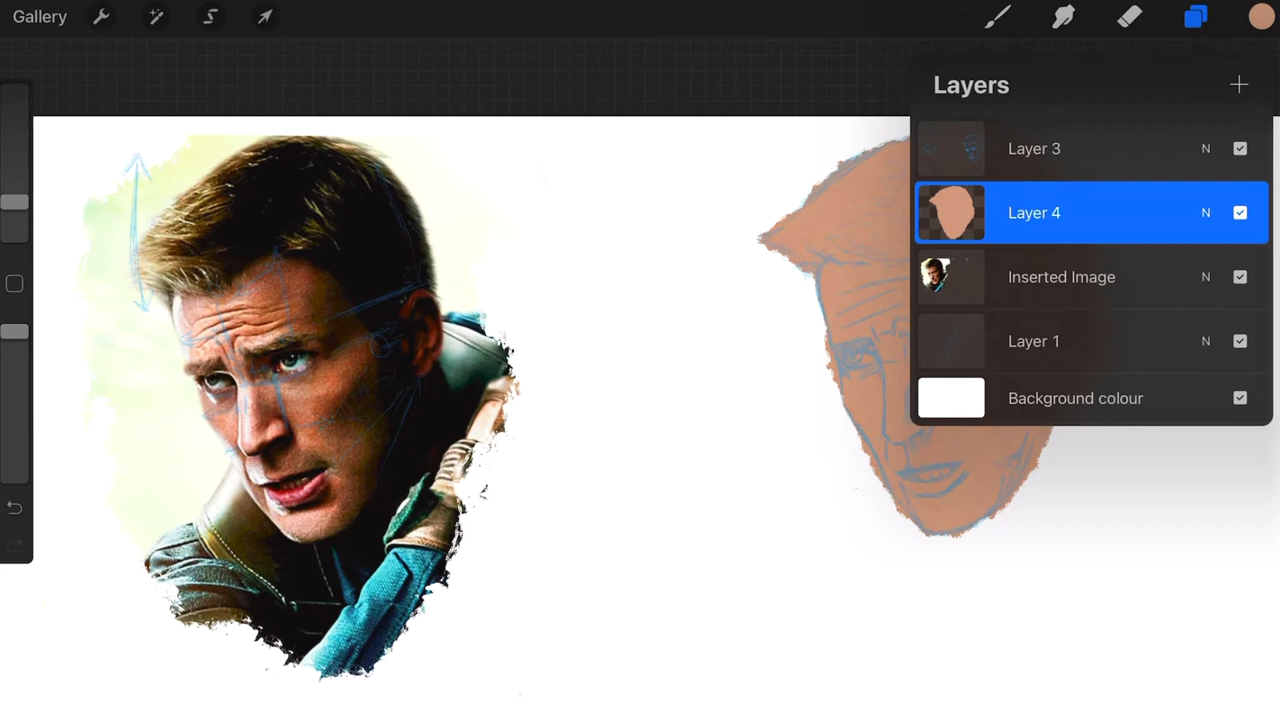 Gallery
Layers
Layer 3 N
Layer 4 N
Inserted Image N
Layer 1 N
Background colour